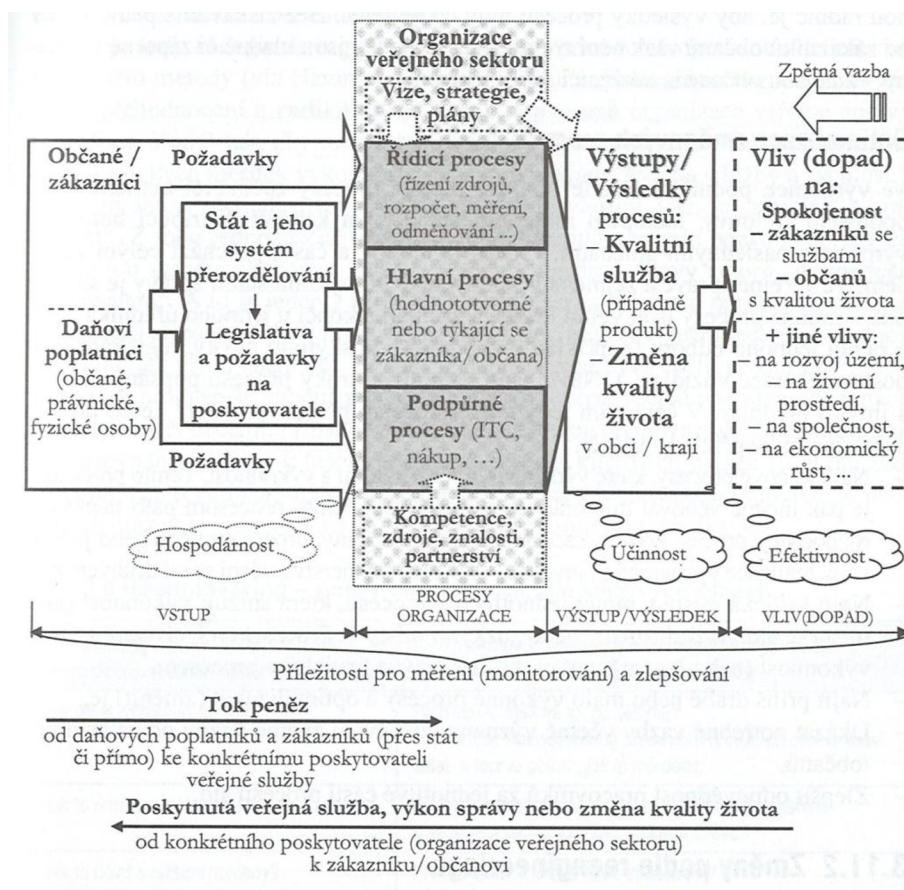 Organizace
veřejného sektoru
Vize, strategie,
plány
Zpětná vazba
Občané /
zákazníci
Požadavky
Stát a jeho
systém
přerozdělování
Legislativa
a požadavky
na
poskytovatele
Požadavky
Daňoví
poplatníci
(občané,
právnické,
fyzické osoby)
Řídicí procesy
(řízení zdrojů,
rozpočet, měření,
odměňování ..)
Hlavní procesy
(hodnototvorné
nebo týkající se
zákazníka/občana)
Podpůrné
procesy (ITC,
nákup, …)
Kompetence,
zdroje, znalosti,
partnerství
Výstupy/
Výsledky
procesů:
Kvalitní
služba
(případně
produkt)
Změna
kvality
života
v obci / kraji
Vliv (dopad)
na:
Spokojenost
– zákazníků se
službami
– občanů
s kvalitou života
– jiné vlivy:
– na rozvoj území,
– na životní
prostředí,
– na společnost,
– na ekonomický
růst; …
Hospodárnost
Účinnost
Efektivnost
VSTUP
PROCESY
ORGANIZACE
VÝSTUP/VÝSLEDEK
VLIV(DOPAD)
Příležitosti pro měření (monitorování) a zlepšování
Tok peněz
od daňových poplatníků a zákazníků (přes stát
či přímo) ke konkrétnímu poskytovateli
veřejné služby
Poskytnutá veřejná služba, výkon správy nebo změna kvality života
od konkrétního poskytovatele (organizace veřejného sektoru)
k zákazníku/občanovi